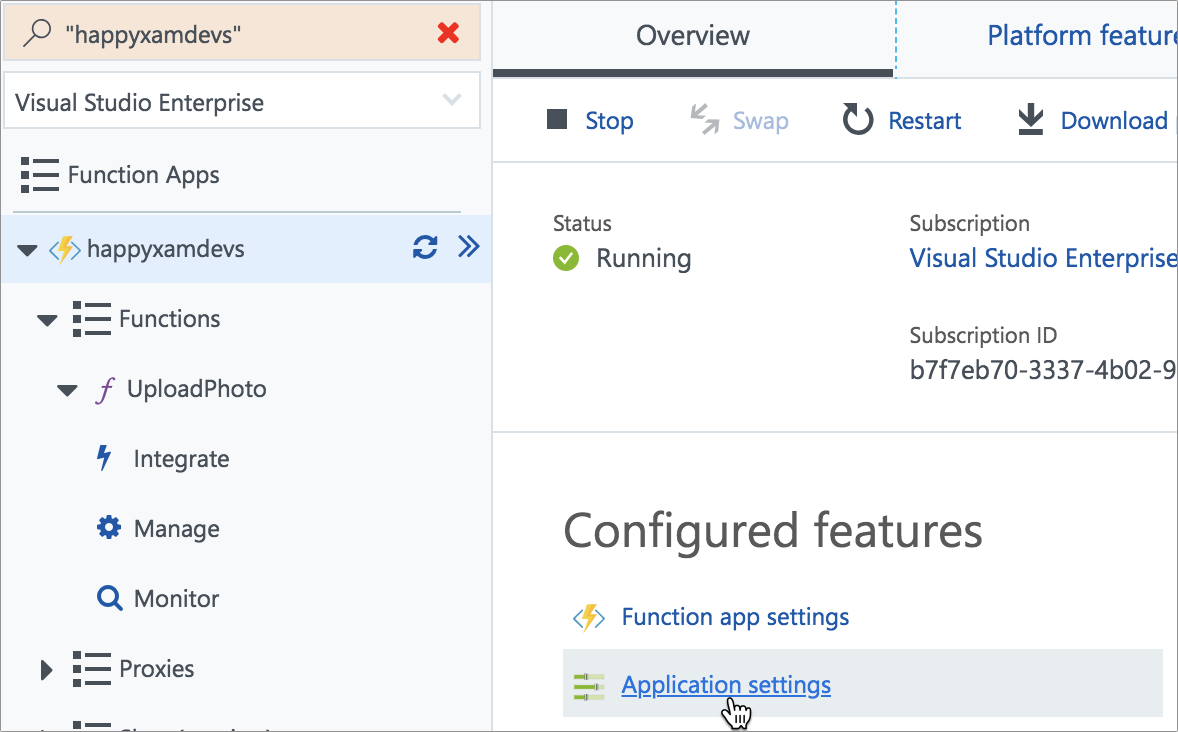 "happyxamdevs"
Visual Studio Enterprise
Function Apps
happyxamdevs
Functions
UploadPhoto
Integrate
Manage
Monitor
Proxies
Overview
Platform feature
Stop
Swap
Restart
Download
Status
Running
Subscription
Visual Studio Enterprise
Subscription ID
b7f7eb70-3337-4b02-9
Configured features
Function app settings
Application settings